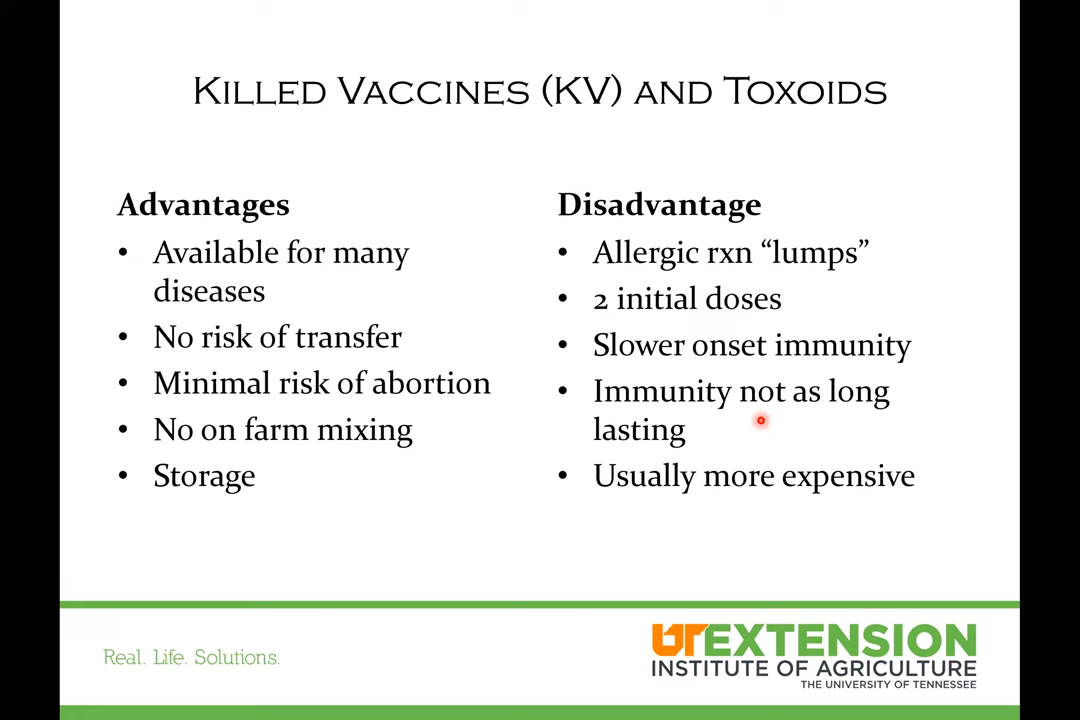 Killed Vaccines (KV) and Toxoids
Advantages
• Available for many
diseases
• No risk of transfer
• Minimal risk of abortion
• No on farm mixing
• Storage
Disadvantage
• Allergic rxn “lumps”
• 2 initial doses
• Slower onset immunity
• Immunity not as long
lasting
• Usually more expensive
Real. Life. Solutions.
UT EXTENSION
INSTITUTE OF AGRICULTURE
THE UNIVERSITY OF TENNESSEE